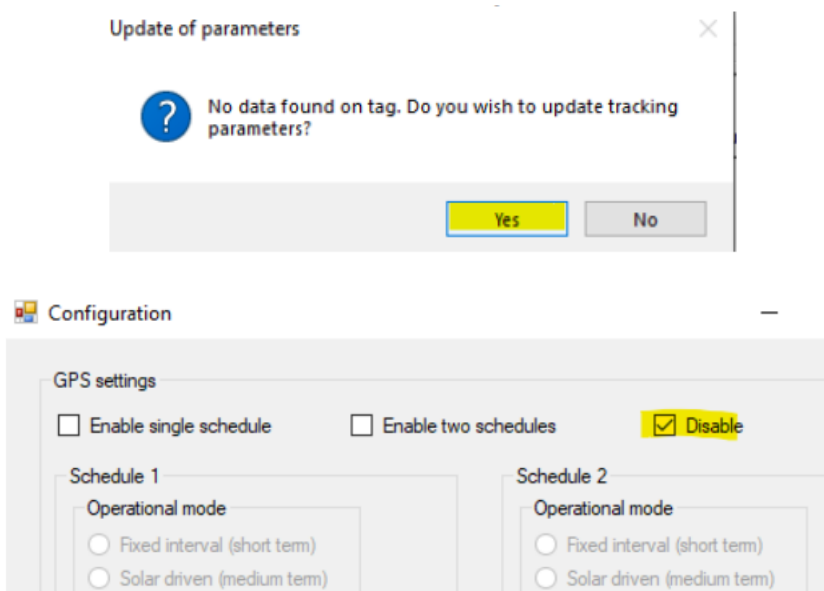 Update of parameters
No data found on tag. Do you wish to update tracking
parameters?
Yes No
Configuration
GPS settings
Enable single schedule Enable two schedules Disable
Schedule 1 Schedule 2
Operational mode Operational mode
Fixed interval (short term) Fixed interval (short term)
Solar driven (medium term) Solar driven (medium term)